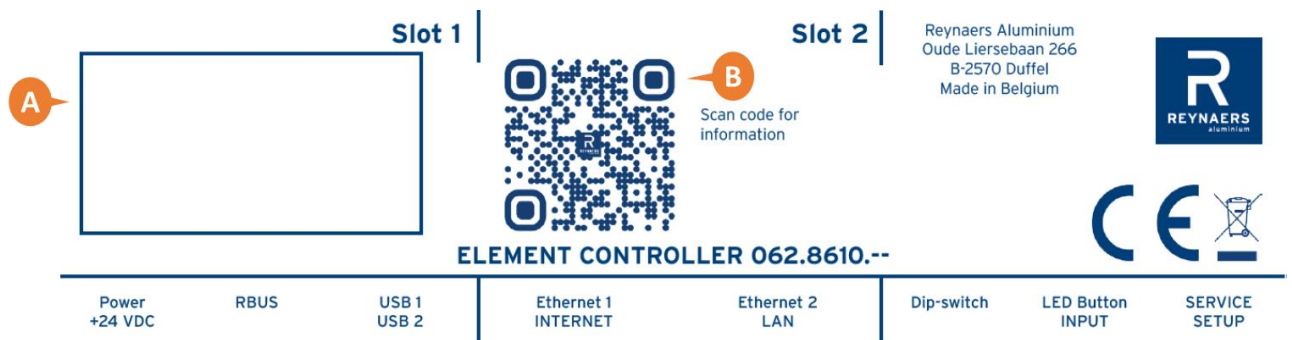 Slot 1
Slot 2
Reynaers Aluminium
Oude Liersebaan 266
B-2570 Duffel
Made in Belgium
R
REYNAERS
aluminium
A
B
Scan code for
information
R
REYNAERS
CE
ELEMENT CONTROLLER 062.8610.--
Power
+24 VDC
RBUS
USB 1
USB 2
Ethernet 1
INTERNET
Ethernet 2
LAN
Dip-switch
LED Button
INPUT
SERVICE
SETUP